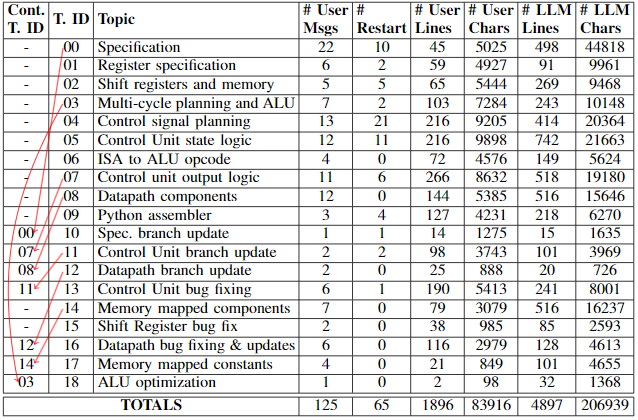 Cont. T. ID | T. ID | Topic | # User Msgs | # Restart | # User Lines | # User Chars | # LLM Lines | # LLM Chars
- | 00 | Specification | 22 | 10 | 45 | 5025 | 498 | 44818
- | 01 | Register specification | 6 | 2 | 59 | 4927 | 91 | 9961
- | 02 | Shift registers and memory | 5 | 5 | 65 | 5444 | 269 | 9468
- | 03 | Multi-cycle planning and ALU | 7 | 2 | 103 | 7284 | 243 | 10148
- | 04 | Control signal planning | 13 | 21 | 216 | 9205 | 414 | 20364
- | 05 | Control Unit state logic | 12 | 11 | 216 | 9898 | 742 | 21663
- | 06 | ISA to ALU opcode | 4 | 0 | 72 | 4576 | 149 | 5624
- | 07 | Control unit output logic | 11 | 6 | 266 | 8632 | 518 | 19180
- | 08 | Datapath components | 12 | 0 | 144 | 5385 | 516 | 15646
- | 09 | Python assembler | 3 | 4 | 127 | 4231 | 218 | 6270
00 | 10 | Spec. branch update | 1 | 1 | 14 | 1275 | 15 | 1635
07 | 11 | Control Unit branch update | 2 | 2 | 98 | 3743 | 101 | 3969
08 | 12 | Datapath branch update | 2 | 0 | 25 | 888 | 20 | 726
11 | 13 | Control Unit bug fixing | 6 | 1 | 190 | 5413 | 241 | 8001
- | 14 | Memory mapped components | 7 | 0 | 79 | 3079 | 516 | 16237
- | 15 | Shift Register bug fix | 2 | 0 | 38 | 985 | 85 | 2593
12 | 16 | Datapath bug fixing & updates | 6 | 0 | 116 | 2979 | 128 | 4613
14 | 17 | Memory mapped constants | 4 | 0 | 21 | 849 | 101 | 4655
03 | 18 | ALU optimization | 1 | 0 | 2 | 98 | 32 | 1368
TOTALS | 125 | 65 | 1896 | 83916 | 4897 | 206939